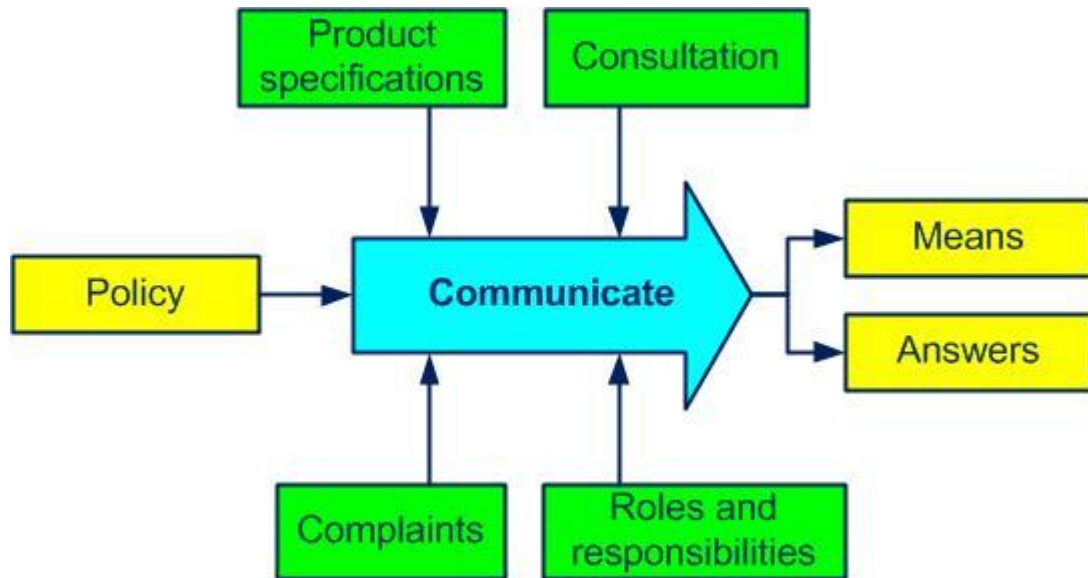 Product
specifications
Consultation
Policy
Communicate
Means
Answers
Complaints
Roles and
responsibilities